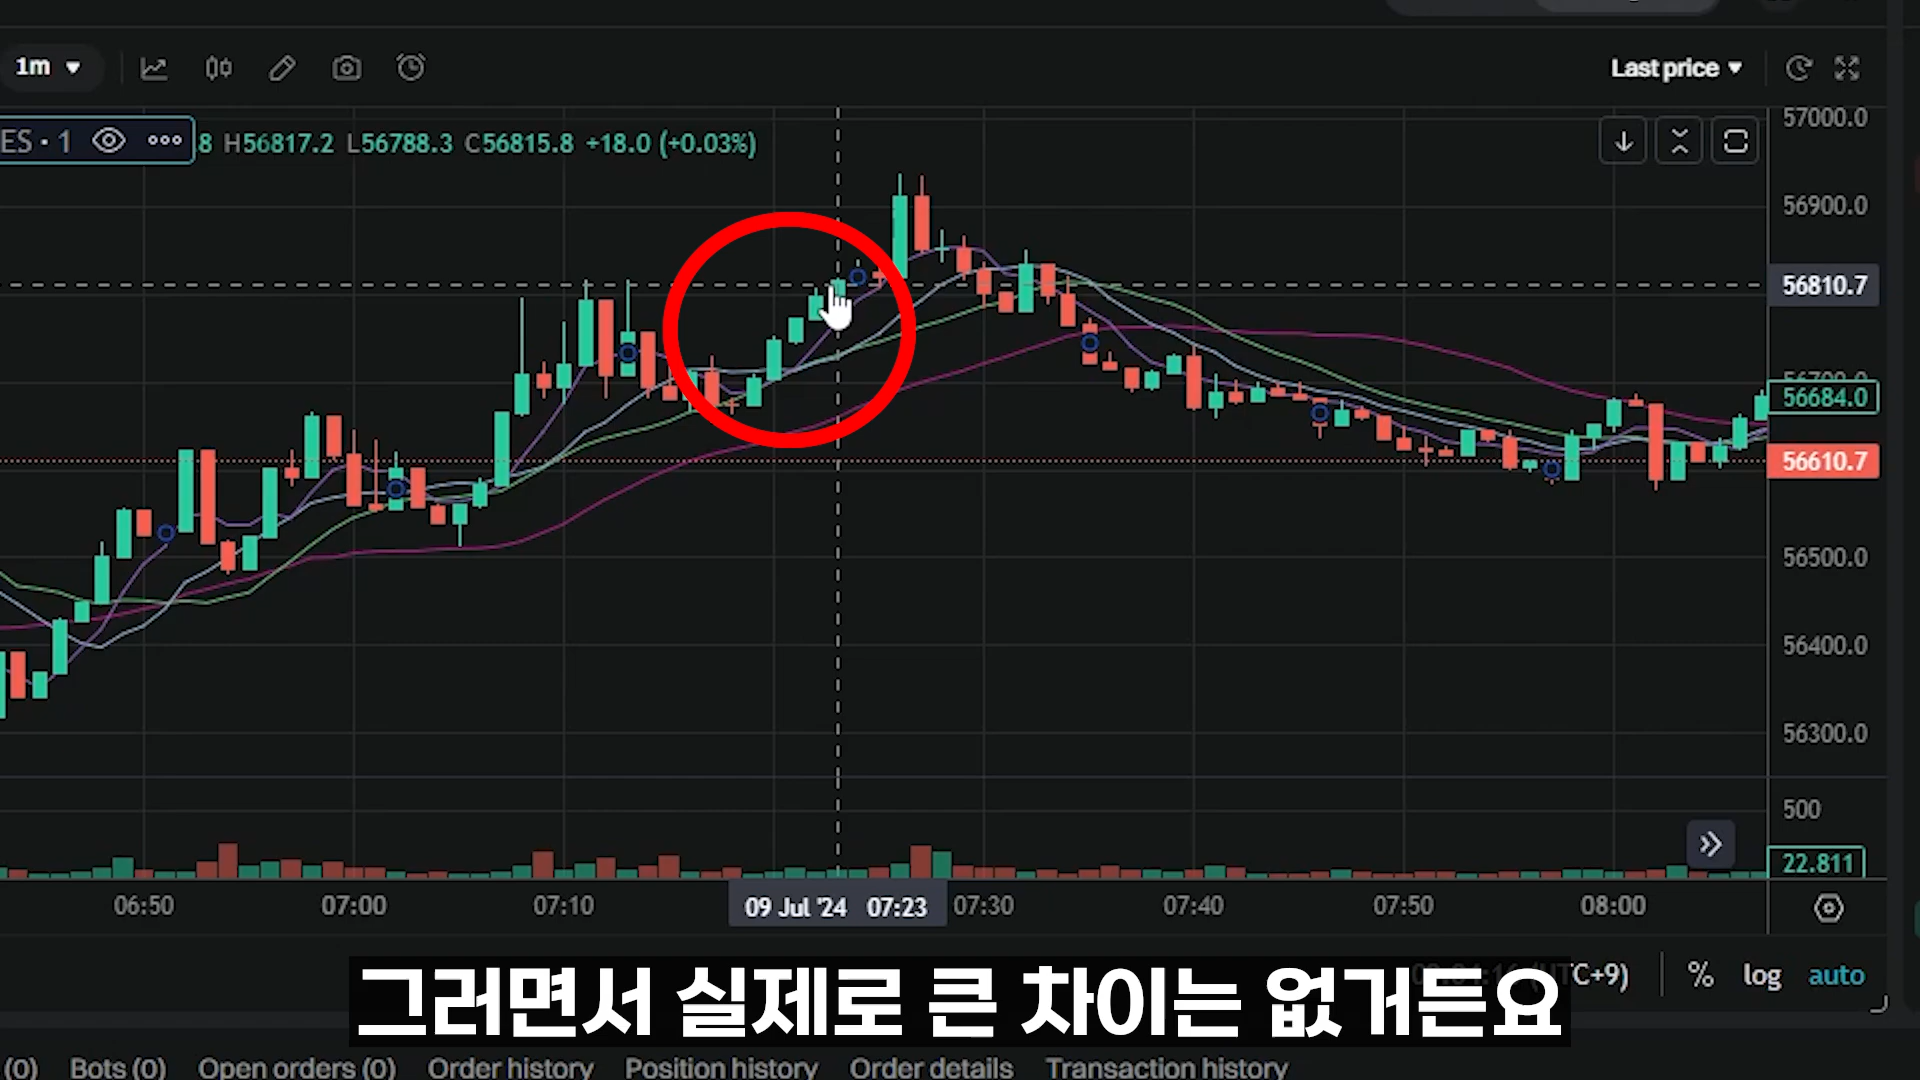 1m
Last price
ES · 1
8 H56817.2 L56788.3 C56815.8 +18.0 (+0.03%)
57000.0
56900.0
56810.7
56684.0
56610.7
56500.0
56400.0
56300.0
500
22.811
06:50 07:00 07:10 09 Jul '24 07:23 07:30 07:40 07:50 08:00
TC+9) % log auto
그러면서 실제로 큰 차이는 없거든요
(0) Bots (0) Open orders (0) Order history Position history Order details Transaction history